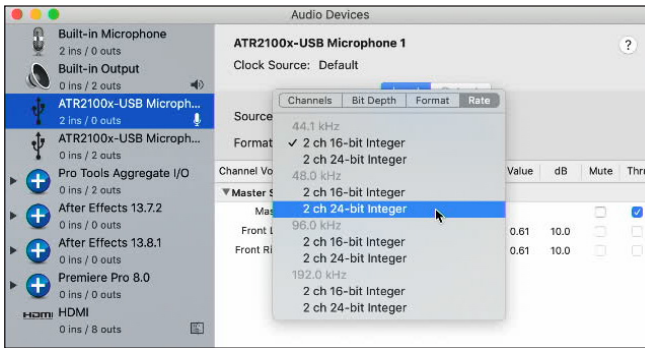 Audio Devices
Built-in Microphone
2 ins / 0 outs
Built-in Output
0 ins / 2 outs
ATR2100x-USB Microph...
2 ins / 0 outs
ATR2100x-USB Microph...
0 ins / 2 outs
Pro Tools Aggregate I/O
0 ins / 2 outs
After Effects 13.7.2
0 ins / 0 outs
After Effects 13.8.1
0 ins / 0 outs
Premiere Pro 8.0
0 ins / 0 outs
HDMI HDMI
0 ins / 8 outs
ATR2100x-USB Microphone 1
?
Clock Source: Default
Source
Format
Channels Bit Depth Format Rate
44.1 kHz
✓ 2 ch 16-bit Integer
2 ch 24-bit Integer
48.0 kHz
2 ch 16-bit Integer
2 ch 24-bit Integer
96.0 kHz
2 ch 16-bit Integer
2 ch 24-bit Integer
192.0 kHz
2 ch 16-bit Integer
2 ch 24-bit Integer
Channel Vo Value dB Mute Thru
Master S
Mas
Front L 0.61 10.0
Front Ri 0.61 10.0